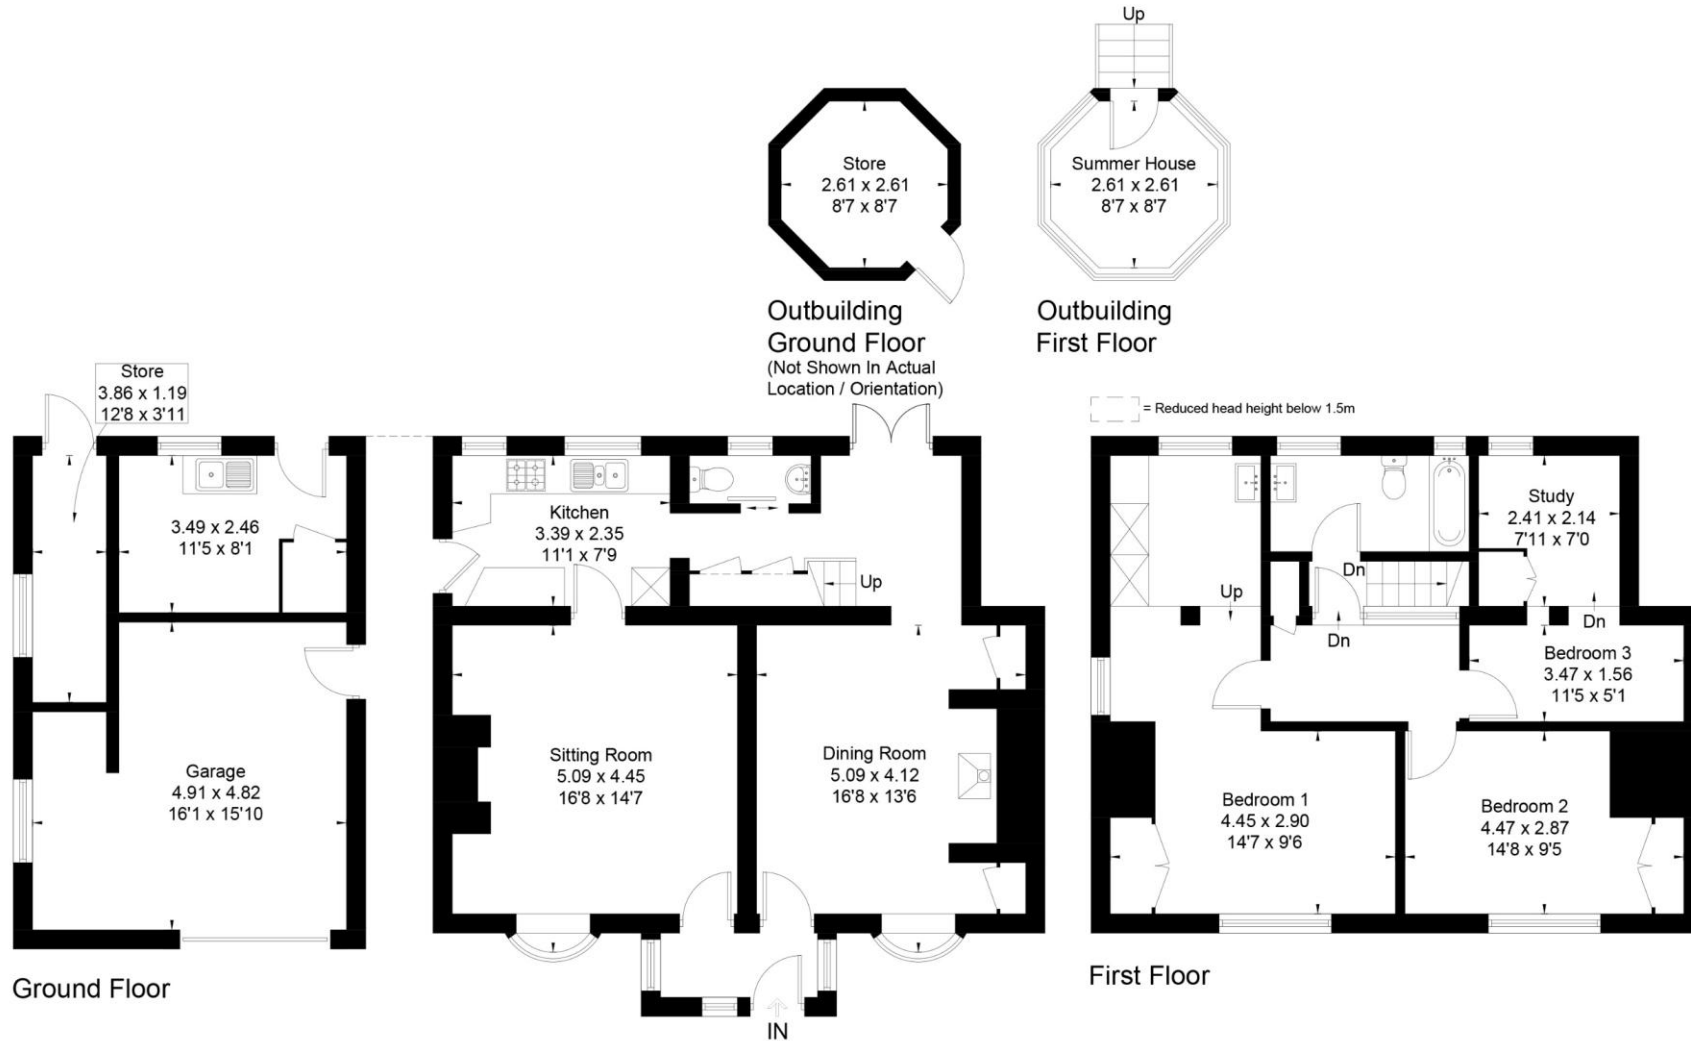 Up
Store
2.61 x 2.61
8'7 x 8'7
Summer House
2.61 x 2.61
8'7 x 8'7
Outbuilding
Ground Floor
(Not Shown In Actual
Location / Orientation)
Outbuilding
First Floor
= Reduced head height below 1.5m
Store
3.86 x 1.19
12'8 x 3'11
3.49 x 2.46
11'5 x 8'1
Garage
4.91 x 4.82
16'1 x 15'10
Ground Floor
Kitchen
3.39 x 2.35
11'1 x 7'9
Up
Sitting Room
5.09 x 4.45
16'8 x 14'7
Dining Room
5.09 x 4.12
16'8 x 13'6
IN
Study
2.41 x 2.14
7'11 x 7'0
Up
Dn
Dn
Dn
Bedroom 3
3.47 x 1.56
11'5 x 5'1
Bedroom 1
4.45 x 2.90
14'7 x 9'6
Bedroom 2
4.47 x 2.87
14'8 x 9'5
First Floor